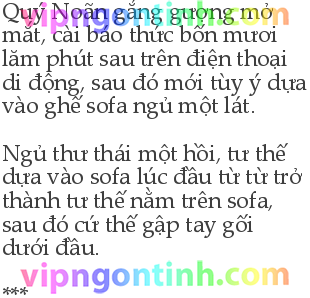 Quý Noãn gắng gượng mở
mắt, cài báo thức bốn mươi
lăm phút sau trên điện thoại
di động, sau đó mới tùy ý dựa
vào ghế sofa ngủ một lát.
Ngủ thư thái một hồi, tư thế
dựa vào sofa lúc đầu từ từ trở
thành tư thế nằm trên sofa,
sau đó cứ thế gập tay gối
dưới đầu.
***
vipngontinh.com
vipngontinh.com